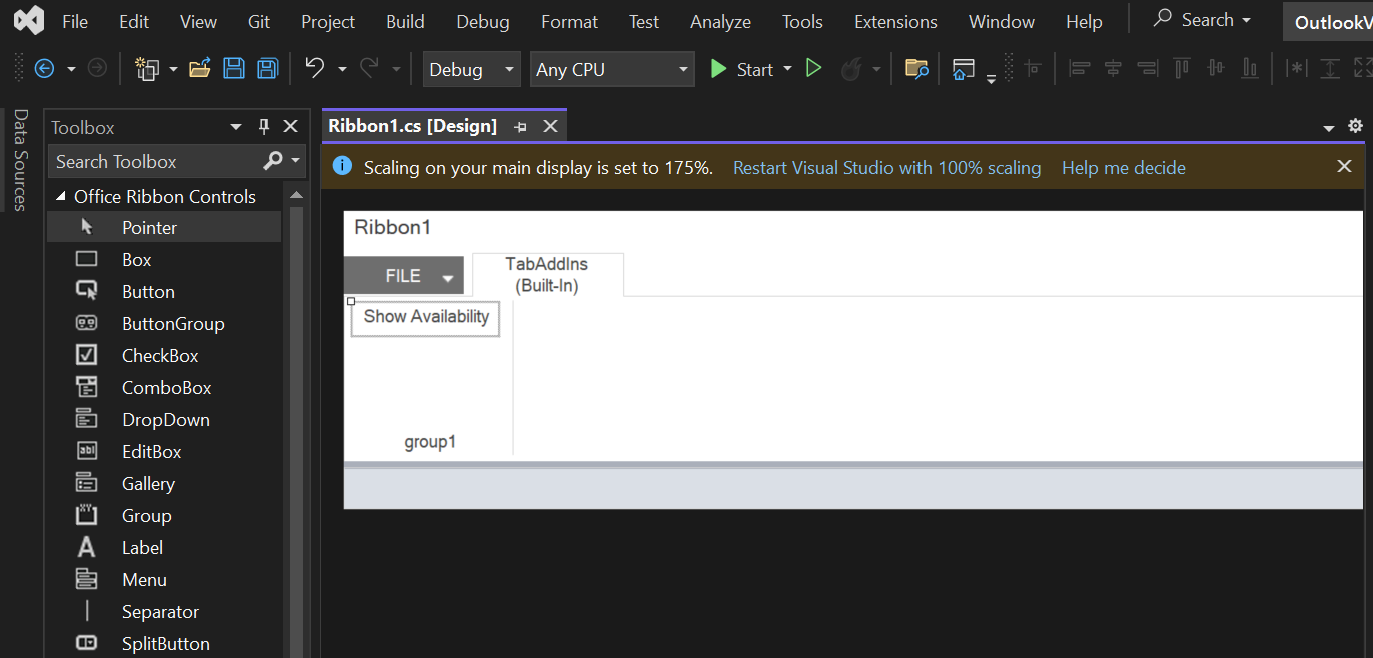 File Edit View Git Project Build Debug Format Test Analyze Tools Extensions Window Help Search OutlookV
Debug Any CPU Start
Data Sources
Toolbox
Search Toolbox
Office Ribbon Controls
Pointer
Box
Button
ButtonGroup
CheckBox
ComboBox
DropDown
EditBox
Gallery
Group
Label
Menu
Separator
SplitButton
Ribbon1.cs [Design]
Scaling on your main display is set to 175%. Restart Visual Studio with 100% scaling Help me decide
Ribbon1
FILE
TabAddIns
(Built-In)
Show Availability
group1